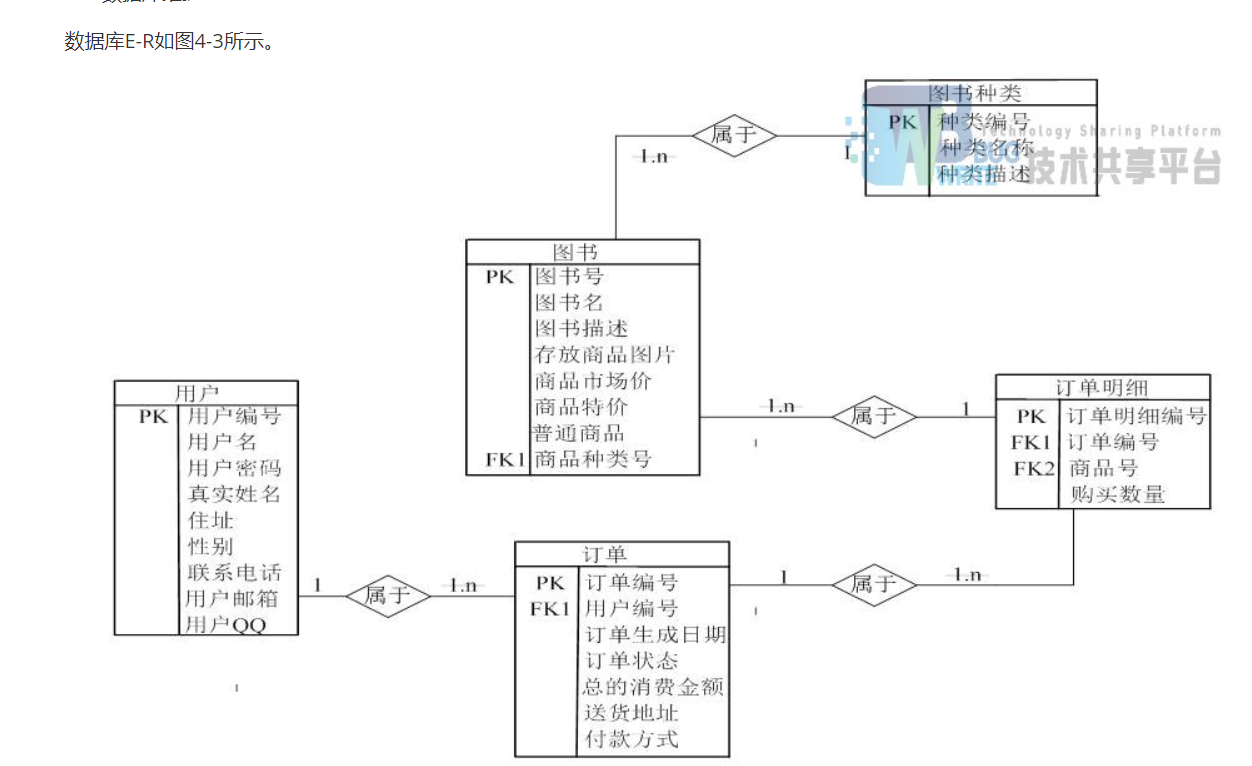 数据库E-R如图4-3所示。
图书种类
PK 种类编号
种类名称
种类描述
Technology Sharing Platform
技术共享平台
属于
1.n
1
图书
PK 图书号
图书名
图书描述
存放商品图片
商品市场价
商品特价
普通商品
FK1 商品种类号
1.n
属于
1
订单明细
PK 订单明细编号
FK1 订单编号
FK2 商品号
购买数量
用户
PK 用户编号
用户名
用户密码
真实姓名
住址
性别
联系电话
用户邮箱
用户QQ
1
属于
1.n
订单
PK 订单编号
FK1 用户编号
订单生成日期
订单状态
总的消费金额
送货地址
付款方式
1
属于
1.n